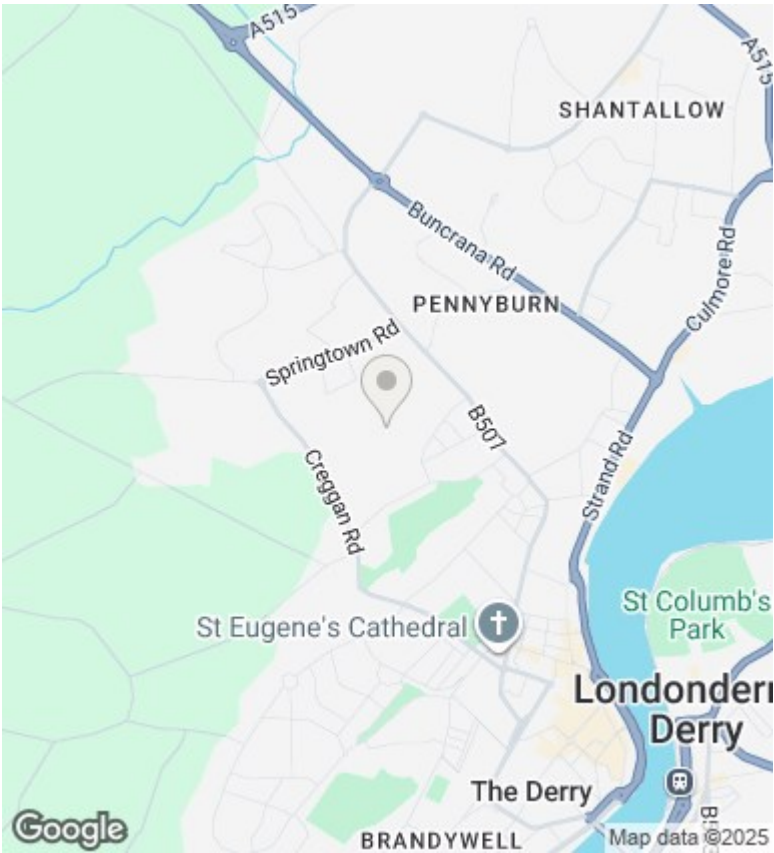 A515
A515
SHANTALLOW
Buncrana Rd
Culmore Rd
PENNYBURN
Springtown Rd
B507
Strand Rd
Creggan Rd
St Columb's
Park
St Eugene's Cathedral
Londonderr
Derry
The Derry
BRANDYWELL
Google
Map data ©2025